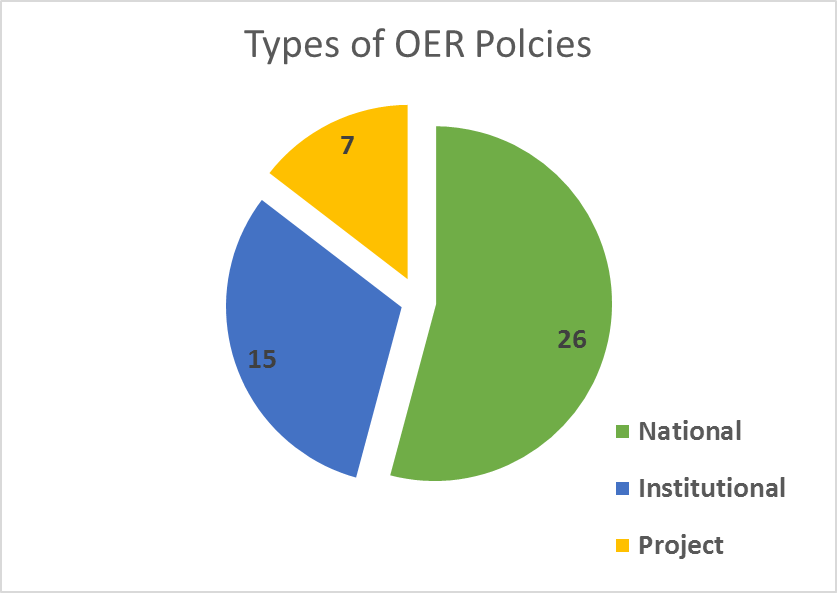 Types of OER Polcies
7
26
15
National
Institutional
Project